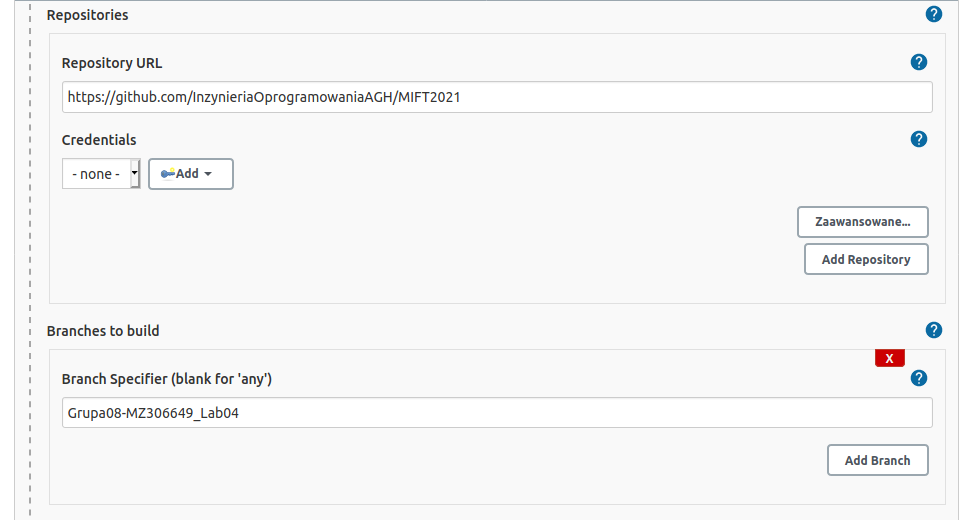 Repositories
Repository URL
https://github.com/InzynieriaOprogramowaniaAGH/MIFT2021
Credentials
- none -
Add
Zaawansowane...
Add Repository
Branches to build
X
Branch Specifier (blank for 'any')
Grupa08-MZ306649_Lab04
Add Branch